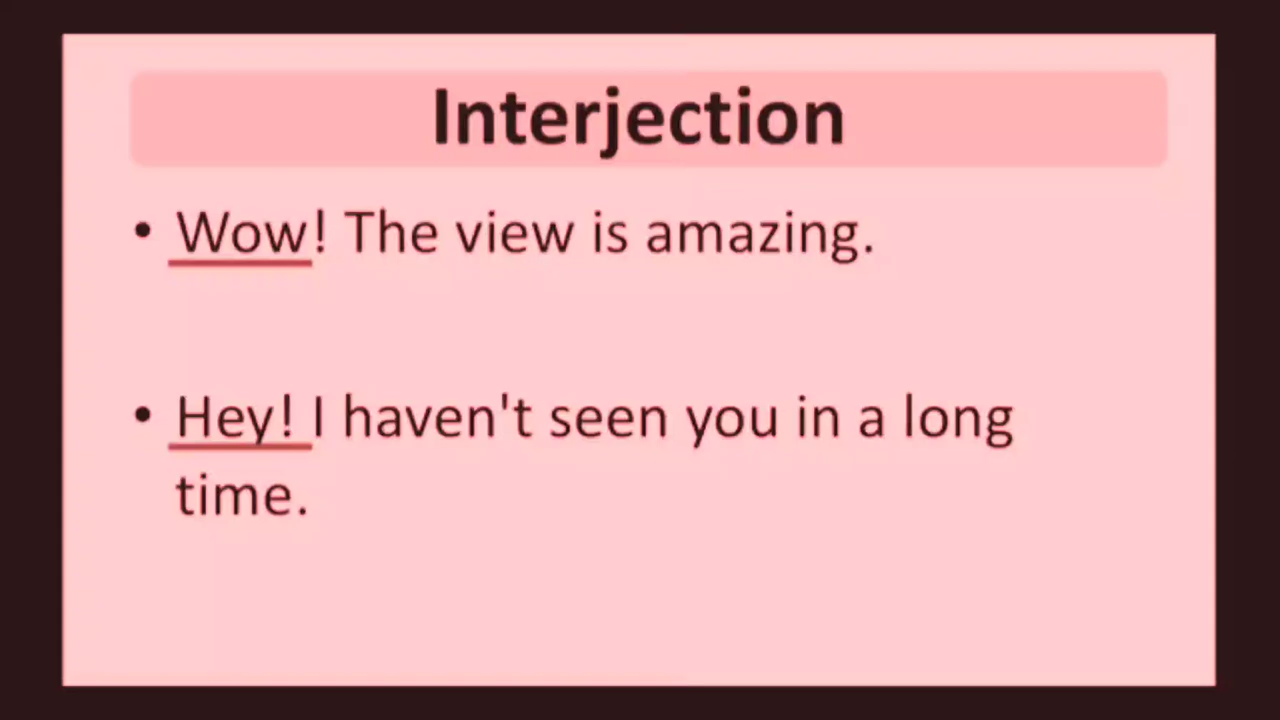 Interjection
• Wow! The view is amazing.
• Hey! I haven't seen you in a long
time.